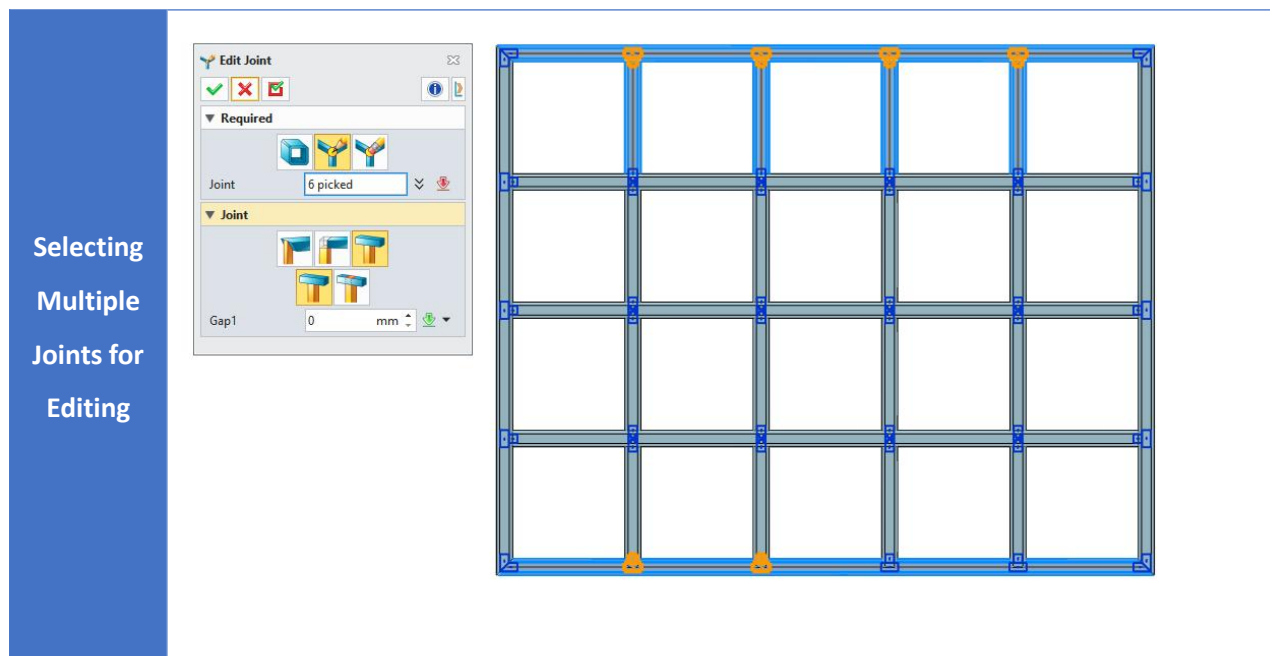 Selecting
Multiple
Joints for
Editing
Edit Joint
Required
Joint 6 picked
Joint
Gap1 0 mm